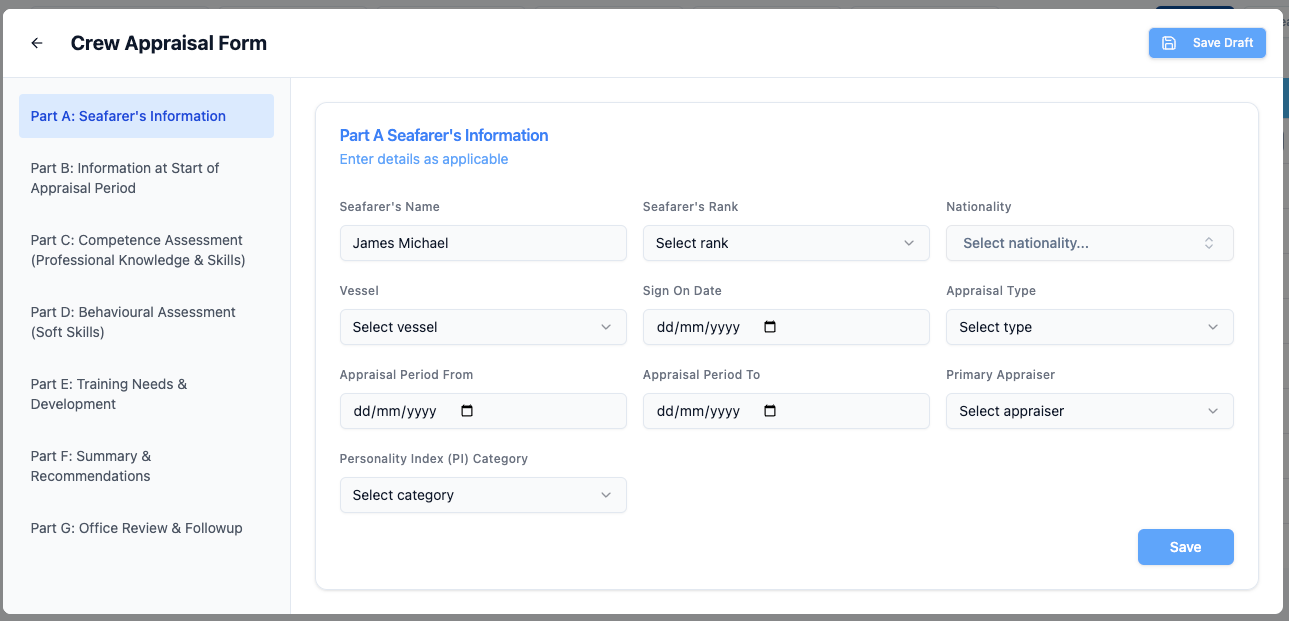 Crew Appraisal Form
Save Draft
Part A: Seafarer's Information
Part B: Information at Start of
Appraisal Period
Part C: Competence Assessment
(Professional Knowledge & Skills)
Part D: Behavioural Assessment
(Soft Skills)
Part E: Training Needs &
Development
Part F: Summary &
Recommendations
Part G: Office Review & Followup
Part A Seafarer's Information
Enter details as applicable
Seafarer's Name
Seafarer's Rank
Nationality
James Michael
Select rank
Select nationality...
Vessel
Sign On Date
Appraisal Type
Select vessel
dd/mm/yyyy
Select type
Appraisal Period From
Appraisal Period To
Primary Appraiser
dd/mm/yyyy
dd/mm/yyyy
Select appraiser
Personality Index (PI) Category
Select category
Save